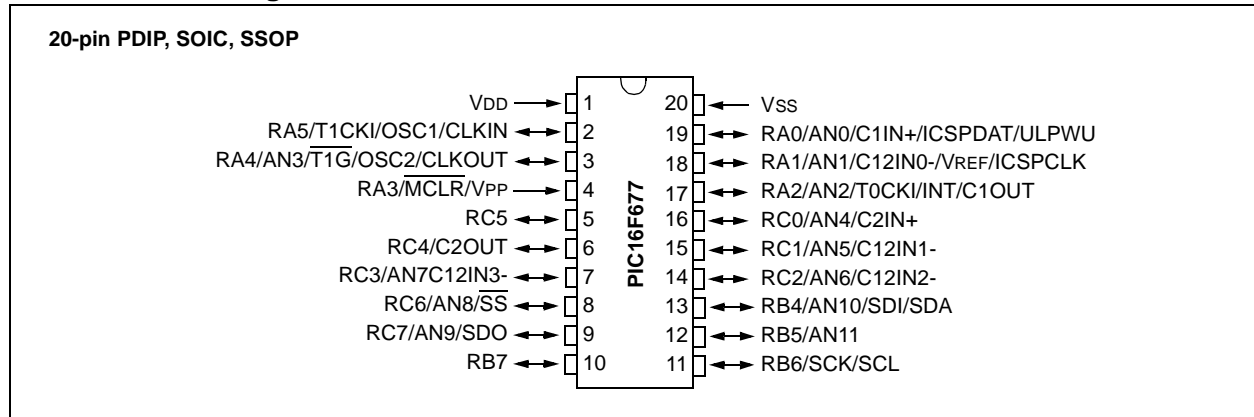 20-pin PDIP, SOIC, SSOP
VDD 1 20 VSS
RA5/T1CKI/OSC1/CLKIN 2 19 RA0/AN0/C1IN+/ICSPDAT/ULPWU
RA4/AN3/T1G/OSC2/CLKOUT 3 18 RA1/AN1/C12IN0-/VREF/ICSPCLK
RA3/MCLR/VPP 4 17 RA2/AN2/T0CKI/INT/C1OUT
RC5 5 16 RC0/AN4/C2IN+
RC4/C2OUT 6 15 RC1/AN5/C12IN1-
RC3/AN7C12IN3- 7 14 RC2/AN6/C12IN2-
RC6/AN8/SS 8 13 RB4/AN10/SDI/SDA
RC7/AN9/SDO 9 12 RB5/AN11
RB7 10 11 RB6/SCK/SCL
PIC16F677